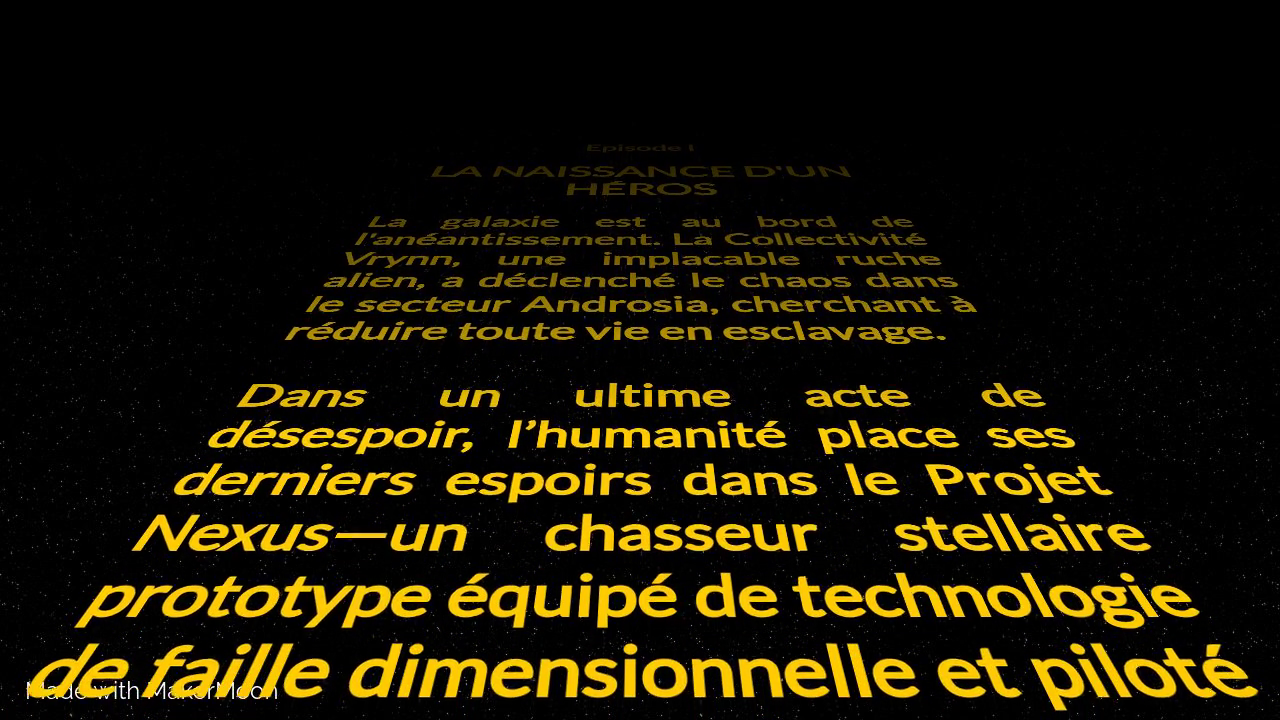 Episode I
LA NAISSANCE D'UN
HÉROS
La galaxie est au bord de
l'anéantissement. La Collectivité
Vrynn, une implacable ruche
alien, a déclenché le chaos dans
le secteur Androsia, cherchant à
réduire toute vie en esclavage.
Dans un ultime acte de
désespoir, l’humanité place ses
derniers espoirs dans le Projet
Nexus—un chasseur stellaire
prototype équipé de technologie
de faille dimensionnelle et piloté
Made with MakerMoon